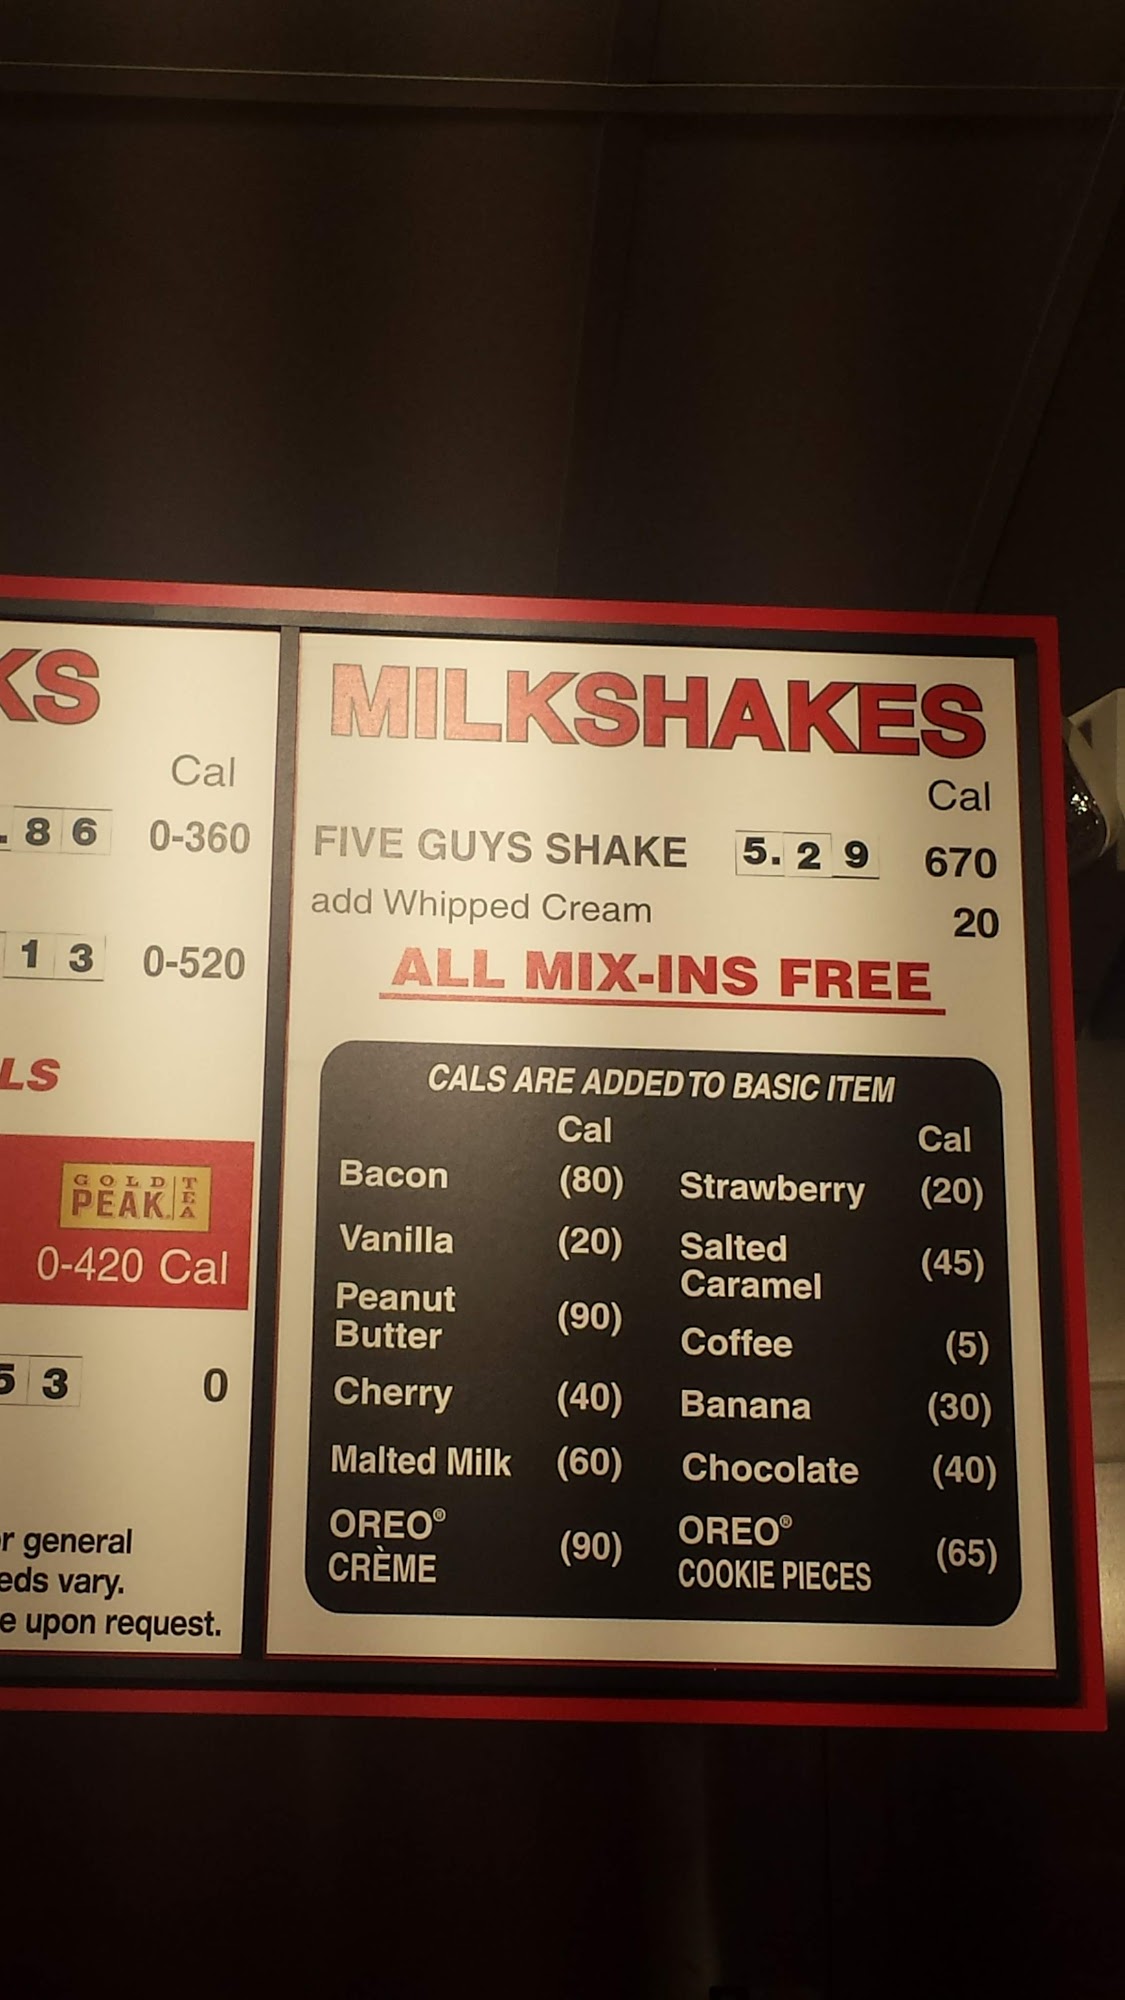 KS
Cal
.86 0-360
13 0-520
LS
GOLD PEAK TEA
0-420 Cal
53 0
r general
eds vary.
e upon request.
MILKSHAKES
Cal
FIVE GUYS SHAKE 5.29 670
add Whipped Cream 20
ALL MIX-INS FREE
CALS ARE ADDED TO BASIC ITEM
Cal Cal
Bacon (80) Strawberry (20)
Vanilla (20) Salted
Caramel (45)
Peanut
Butter (90) Coffee (5)
Cherry (40) Banana (30)
Malted Milk (60) Chocolate (40)
OREO® OREO®
CRÈME (90) COOKIE PIECES (65)